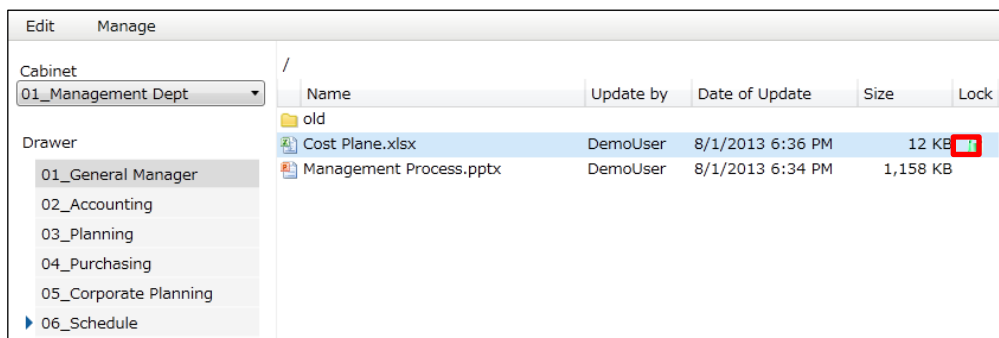 Edit Manage
Cabinet
01_Management Dept
Drawer
01_General Manager
02_Accounting
03_Planning
04_Purchasing
05_Corporate Planning
06_Schedule
/
Name Update by Date of Update Size Lock
old
Cost Plane.xlsx DemoUser 8/1/2013 6:36 PM 12 KB
Management Process.pptx DemoUser 8/1/2013 6:34 PM 1,158 KB